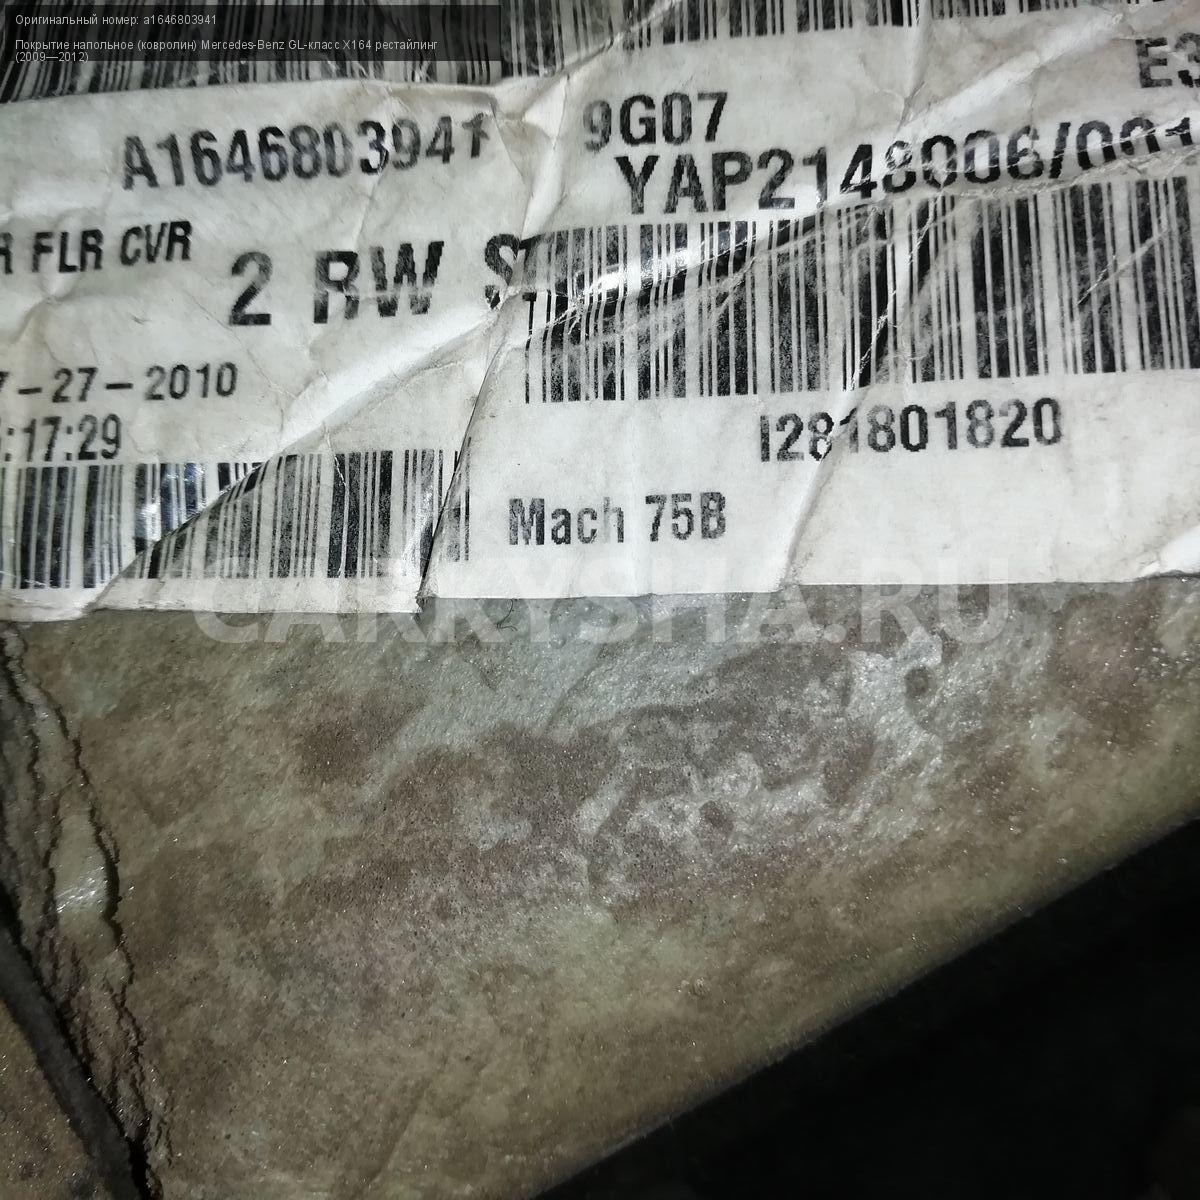 Оригинальный номер: a1646803941
Покрытие напольное (ковролин) Mercedes-Benz GL-класс X164 рестайлинг
(2009—2012)
E3
A1646803941
9G07
YAP2148006/001
R FLR CVR
2 RW S
7-27-2010
:17:29
I281801820
Mach 75B
CARKYSHA.RU